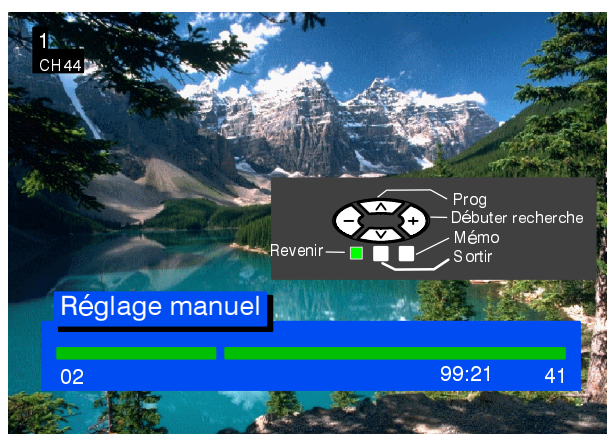 1
CH44
Prog
Débuter recherche
Mémo
Revenir
Sortir
Réglage manuel
02 99:21 41